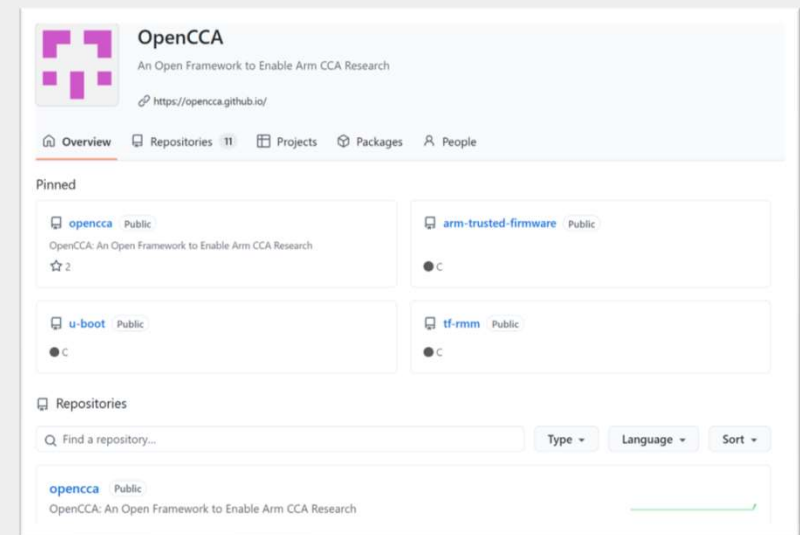 OpenCCA
An Open Framework to Enable Arm CCA Research
https://opencca.github.io/
Overview Repositories 11 Projects Packages People
Pinned
opencca Public
OpenCCA: An Open Framework to Enable Arm CCA Research
2
arm-trusted-firmware Public
C
u-boot Public
C
tf-rmm Public
C
Repositories
Find a repository... Type Language Sort
opencca Public
OpenCCA: An Open Framework to Enable Arm CCA Research